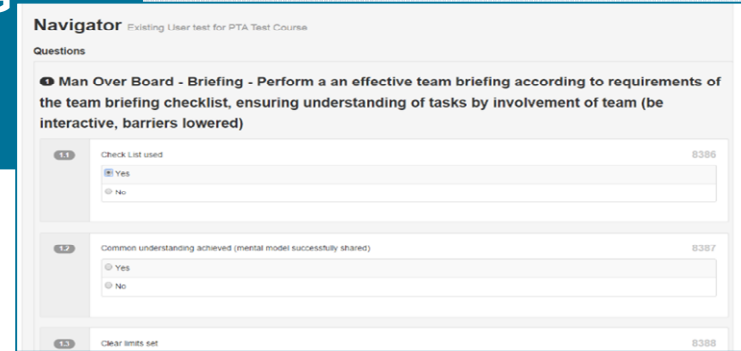 Navigator Existing User test for PTA Test Course
Questions
1 Man Over Board - Briefing - Perform a an effective team briefing according to requirements of
the team briefing checklist, ensuring understanding of tasks by involvement of team (be
interactive, barriers lowered)
1.1 Check List used 8386
Yes
No
1.2 Common understanding achieved (mental model successfully shared) 8387
Yes
No
1.3 Clear limits set 8388